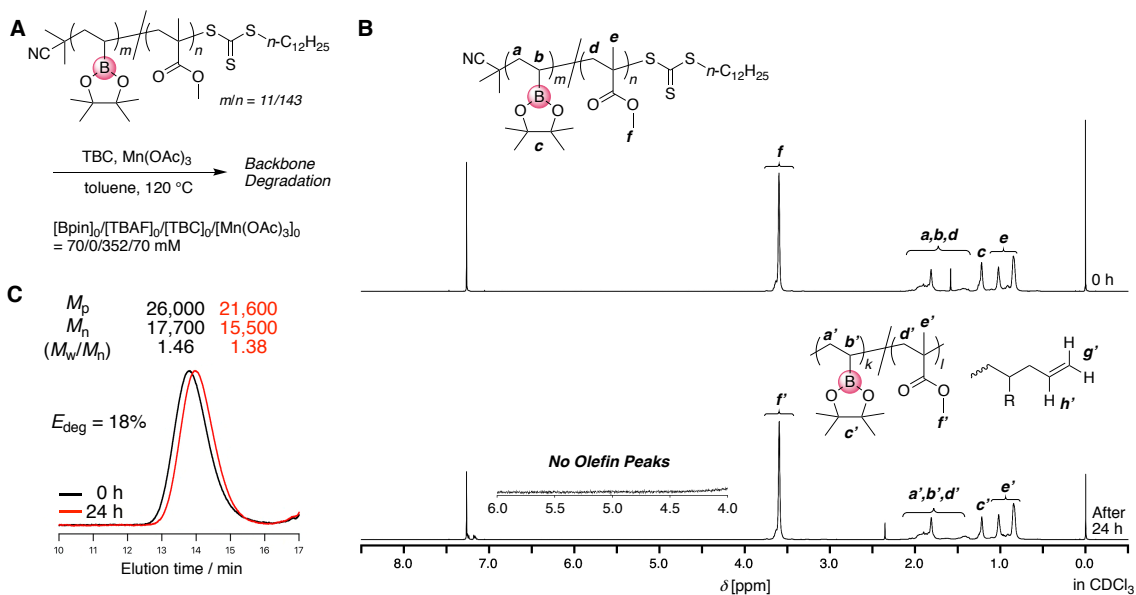 A
NC
m
n
S
S
S
n-C12H25
B
O
O
O
O
m/n = 11/143
TBC, Mn(OAc)3
toluene, 120 °C
Backbone
Degradation
[Bpin]0/[TBAF]0/[TBC]0/[Mn(OAc)3]0
= 70/0/352/70 mM
C
Mp 26,000 21,600
Mn 17,700 15,500
(Mw/Mn) 1.46 1.38
Edeg = 18%
0 h
24 h
10 11 12 13 14 15 16 17
Elution time / min
B
a b d e
NC
m
n
S
S
S
n-C12H25
B
O
O
O
O
c
f
f
a,b,d
c
e
0 h
a' b' d' e'
k
l
B
O
O
O
O
c'
f'
H
H
g'
R
H
h'
f'
No Olefin Peaks
6.0 5.5 5.0 4.5 4.0
a',b',d'
c'
e'
After
24 h
8.0 7.0 6.0 5.0 4.0 3.0 2.0 1.0 0.0
δ [ppm]
in CDCl3